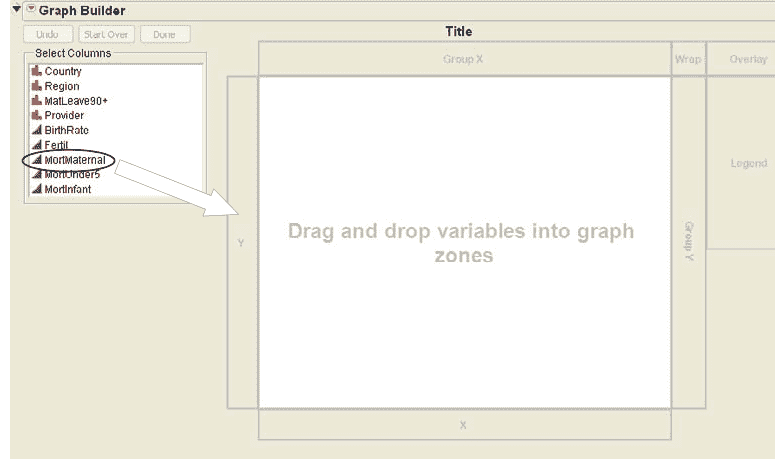 Graph Builder
Undo Start Over Done
Title
Select Columns
Group X
Wrap
Overlay
Country
Region
MatLeave90+
Provider
BirthRate
Fertil
MortMaternal
MortUnder5
MortInfant
Legend
Y
Drag and drop variables into graph
zones
Group Y
X